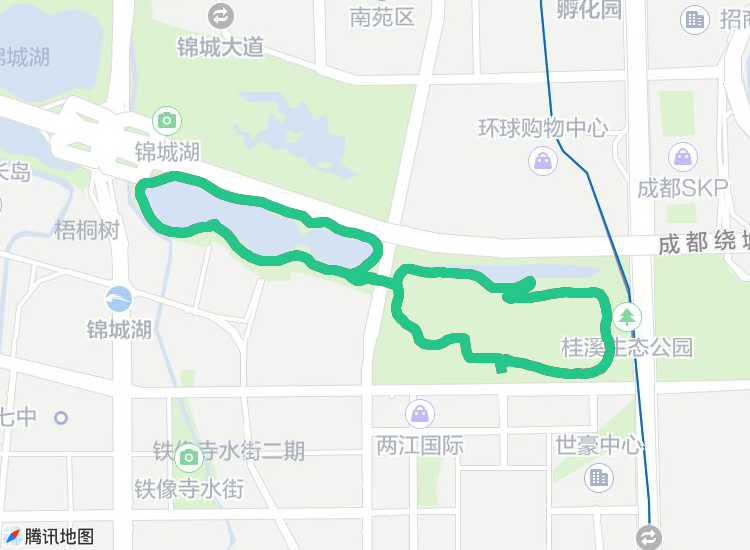 南苑区
孵化园
招商
锦城大道
锦城湖
环球购物中心
锦城湖
成都SKP
长岛
梧桐树
成都绕城
锦城湖
桂溪生态公园
七中
两江国际
世豪中心
铁像寺水街二期
铁像寺水街
腾讯地图